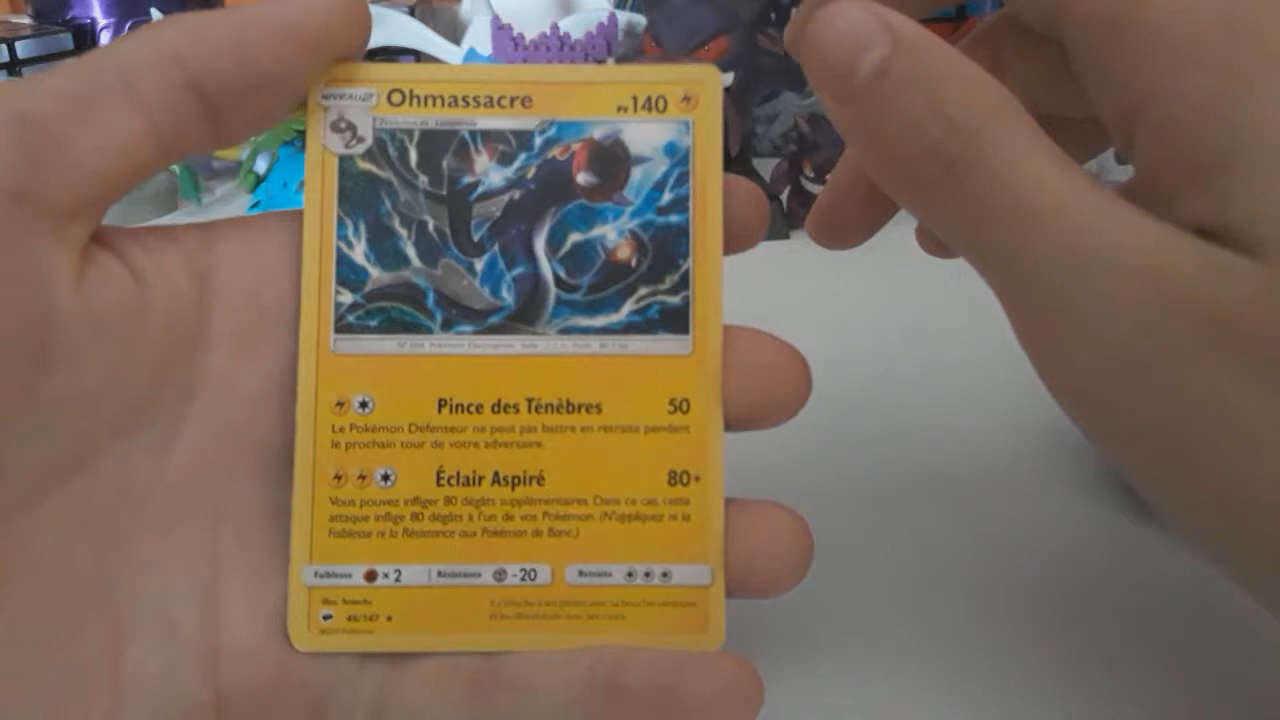 NIVEAU 2
Ohmassacre
PV 140
Pince des Ténèbres 50
Le Pokémon Défenseur ne peut pas battre en retraite pendant
le prochain tour de votre adversaire.
Éclair Aspiré 80+
Vous pouvez infliger 80 dégâts supplémentaires. Dans ce cas, cette
attaque inflige 80 dégâts à l'un de vos Pokémon. (N'appliquez ni la
Faiblesse ni la Résistance aux Pokémon de Banc.)
Faiblesse × 2 Résistance -20 Retraite
46/147